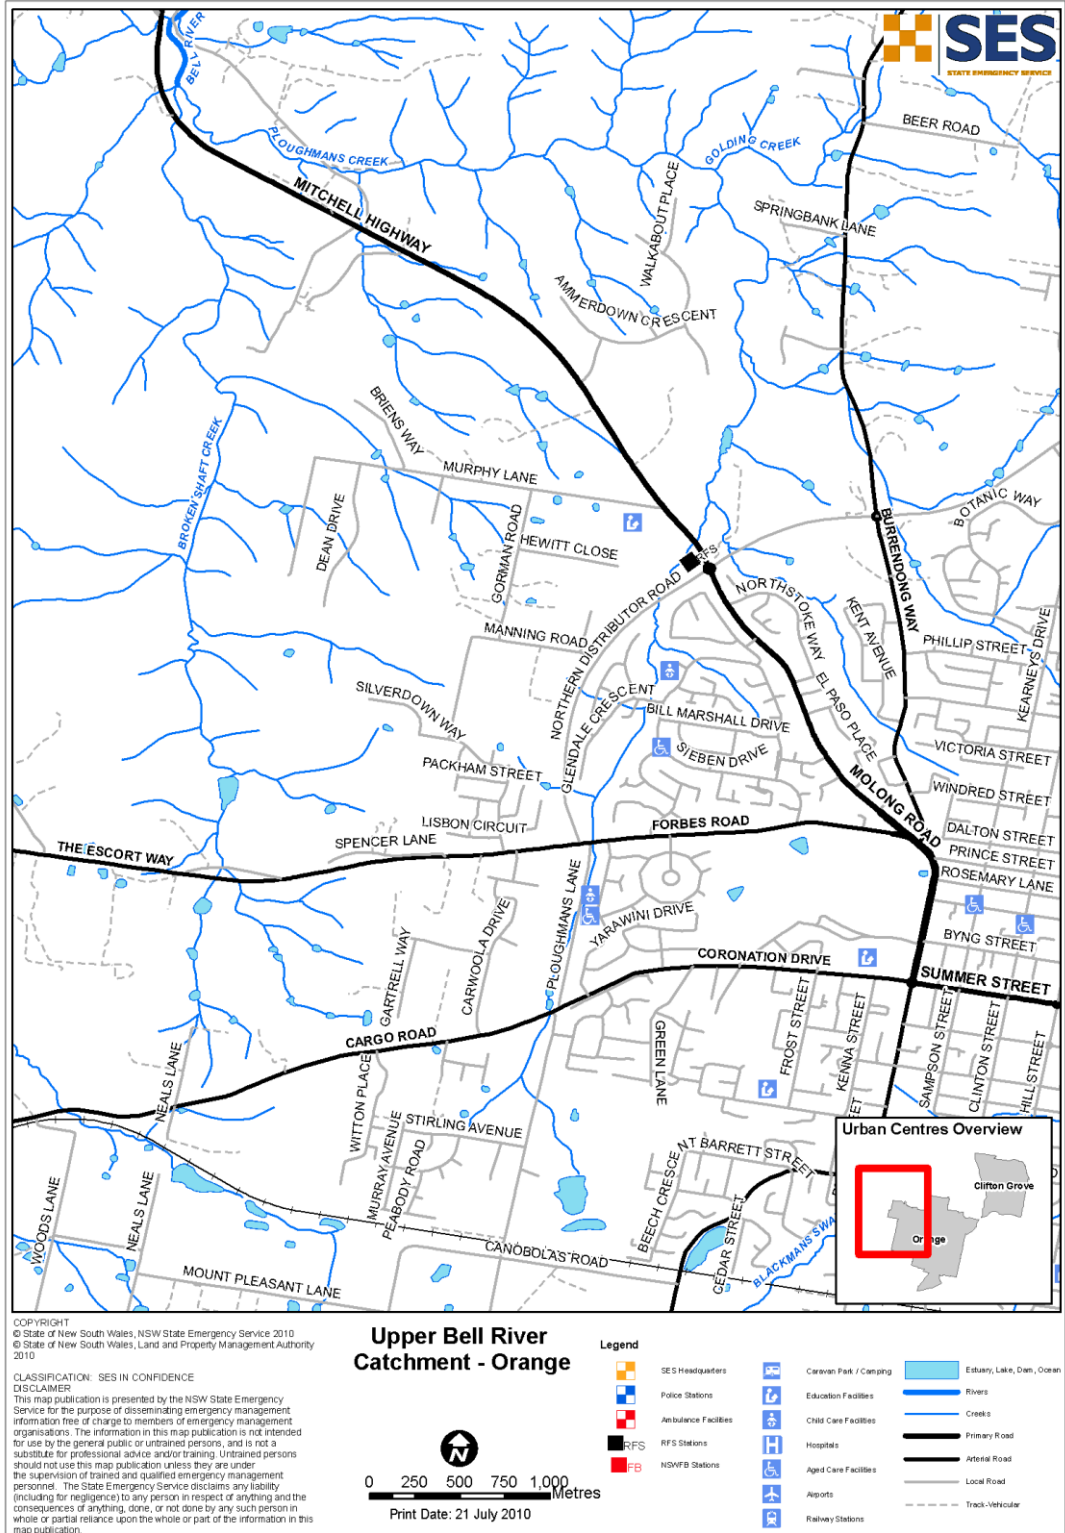 SES
STATE EMERGENCY SERVICE
BELL RIVER
BEER ROAD
PLOUGHMANS CREEK
GOLDING CREEK
MITCHELL HIGHWAY
WALKABOUT PLACE
SPRINGBANK LANE
AMMERDOWN CRESCENT
BRIENS WAY
BROKEN SHAFT CREEK
MURPHY LANE
BOTANIC WAY
DEAN DRIVE
GORMAN ROAD
HEWITT CLOSE
RFS
BURRENDONG WAY
NORTHSTOKE WAY
KENT AVENUE
MANNING ROAD
NORTHERN DISTRIBUTOR ROAD
PHILLIP STREET
KEARNEYS DRIVE
SILVERDOWN WAY
GLENDALE CRESCENT
BILL MARSHALL DRIVE
EL PASO PLACE
SIEBEN DRIVE
VICTORIA STREET
PACKHAM STREET
MOLONG ROAD
WINDRED STREET
LISBON CIRCUIT
FORBES ROAD
DALTON STREET
SPENCER LANE
PRINCE STREET
THE ESCORT WAY
ROSEMARY LANE
PLOUGHMANS LANE
YARAWINI DRIVE
CARWOOLA DRIVE
GARTRELL WAY
BYNG STREET
CORONATION DRIVE
SUMMER STREET
CARGO ROAD
FROST STREET
KENNA STREET
SAMPSON STREET
CLINTON STREET
HILL STREET
GREEN LANE
NEALS LANE
WITTON PLACE
STIRLING AVENUE
MURRAY AVENUE
PEABODY ROAD
EET
NT BARRETT STREET
BEECH CRESCE
CEDAR STREET
BLACKMANS SWA
WOODS LANE
NEALS LANE
CANOBOLAS ROAD
MOUNT PLEASANT LANE
Urban Centres Overview
Clifton Grove
Orange
COPYRIGHT
© State of New South Wales, NSW State Emergency Service 2010
© State of New South Wales, Land and Property Management Authority
2010
CLASSIFICATION: SES IN CONFIDENCE
DISCLAIMER
This map publication is presented by the NSW State Emergency
Service for the purpose of disseminating emergency management
information free of charge to members of emergency management
organisations. The information in this map publication is not intended
for use by the general public or untrained persons, and is not a
substitute for professional advice and/or training. Untrained persons
should not use this map publication unless they are under
the supervision of trained and qualified emergency management
personnel. The State Emergency Service disclaims any liability
(including for negligence) to any person in respect of anything and the
consequences of anything, done, or not done by any such person in
whole or partial reliance upon the whole or part of the information in this
map publication.
Upper Bell River
Catchment - Orange
N
0 250 500 750 1,000
Metres
Print Date: 21 July 2010
Legend
SES Headquarters
Police Stations
Ambulance Facilities
RFS RFS Stations
FB NSWFB Stations
Caravan Park / Camping
Education Facilities
Child Care Facilities
H Hospitals
Aged Care Facilities
Airports
Railway Stations
Estuary, Lake, Dam, Ocean
Rivers
Creeks
Primary Road
Arterial Road
Local Road
Track-Vehicular